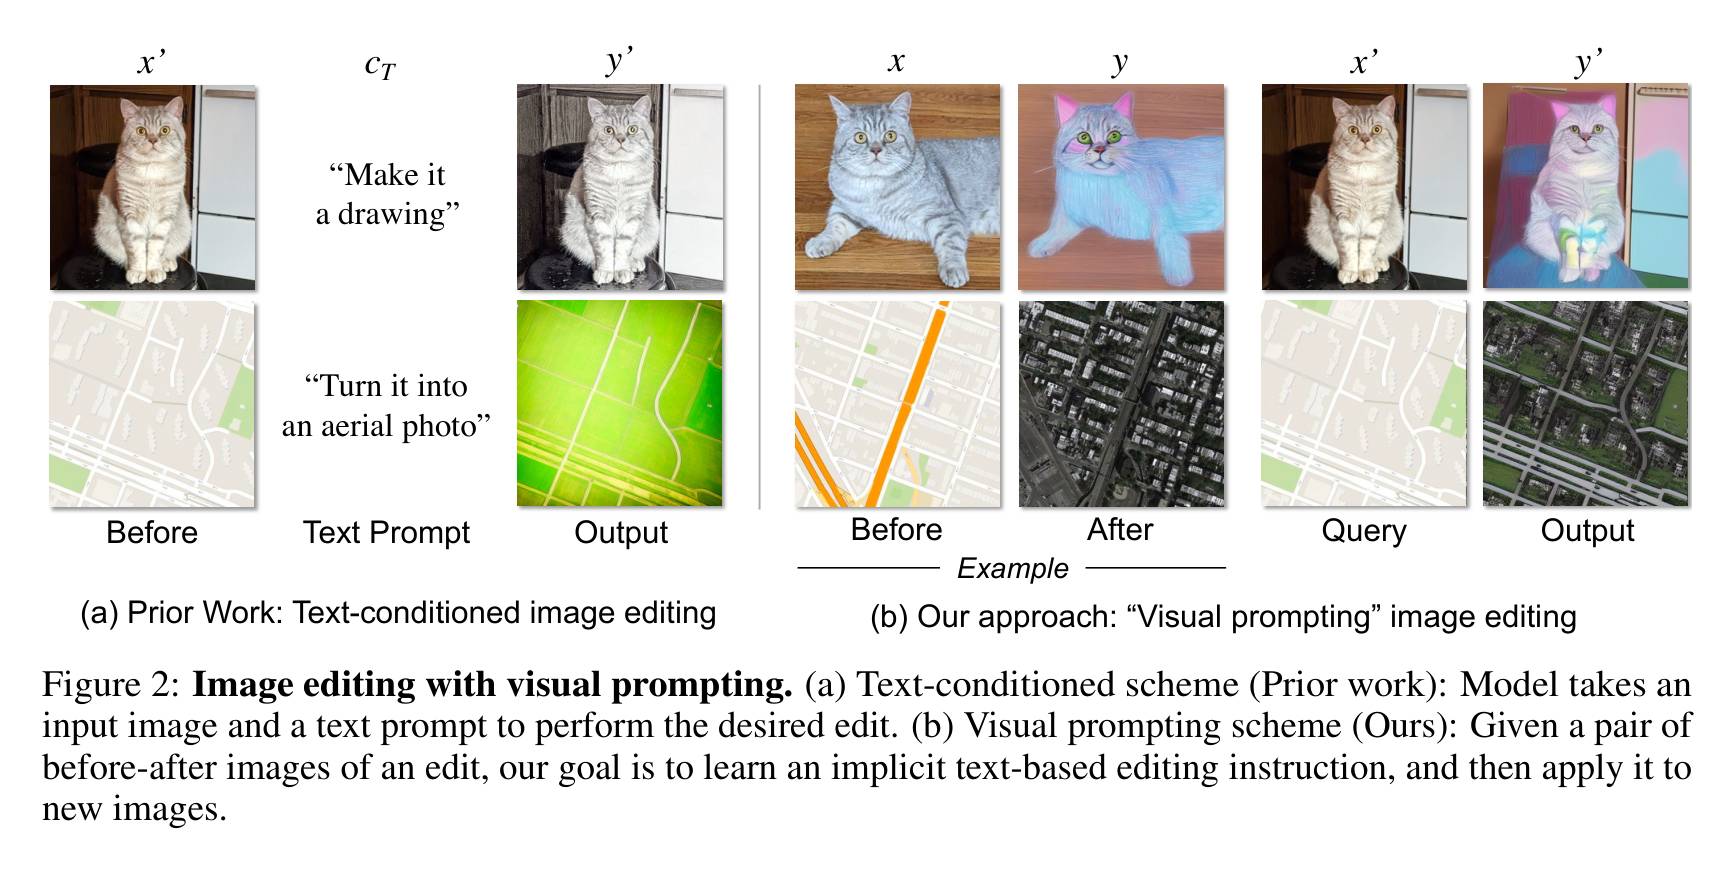 x’
c_T
y’
x
y
x’
y’
“Make it
a drawing”
“Turn it into
an aerial photo”
Before
Text Prompt
Output
Before
After
Query
Output
Example
(a) Prior Work: Text-conditioned image editing
(b) Our approach: “Visual prompting” image editing
Figure 2: Image editing with visual prompting. (a) Text-conditioned scheme (Prior work): Model takes an
input image and a text prompt to perform the desired edit. (b) Visual prompting scheme (Ours): Given a pair of
before-after images of an edit, our goal is to learn an implicit text-based editing instruction, and then apply it to
new images.